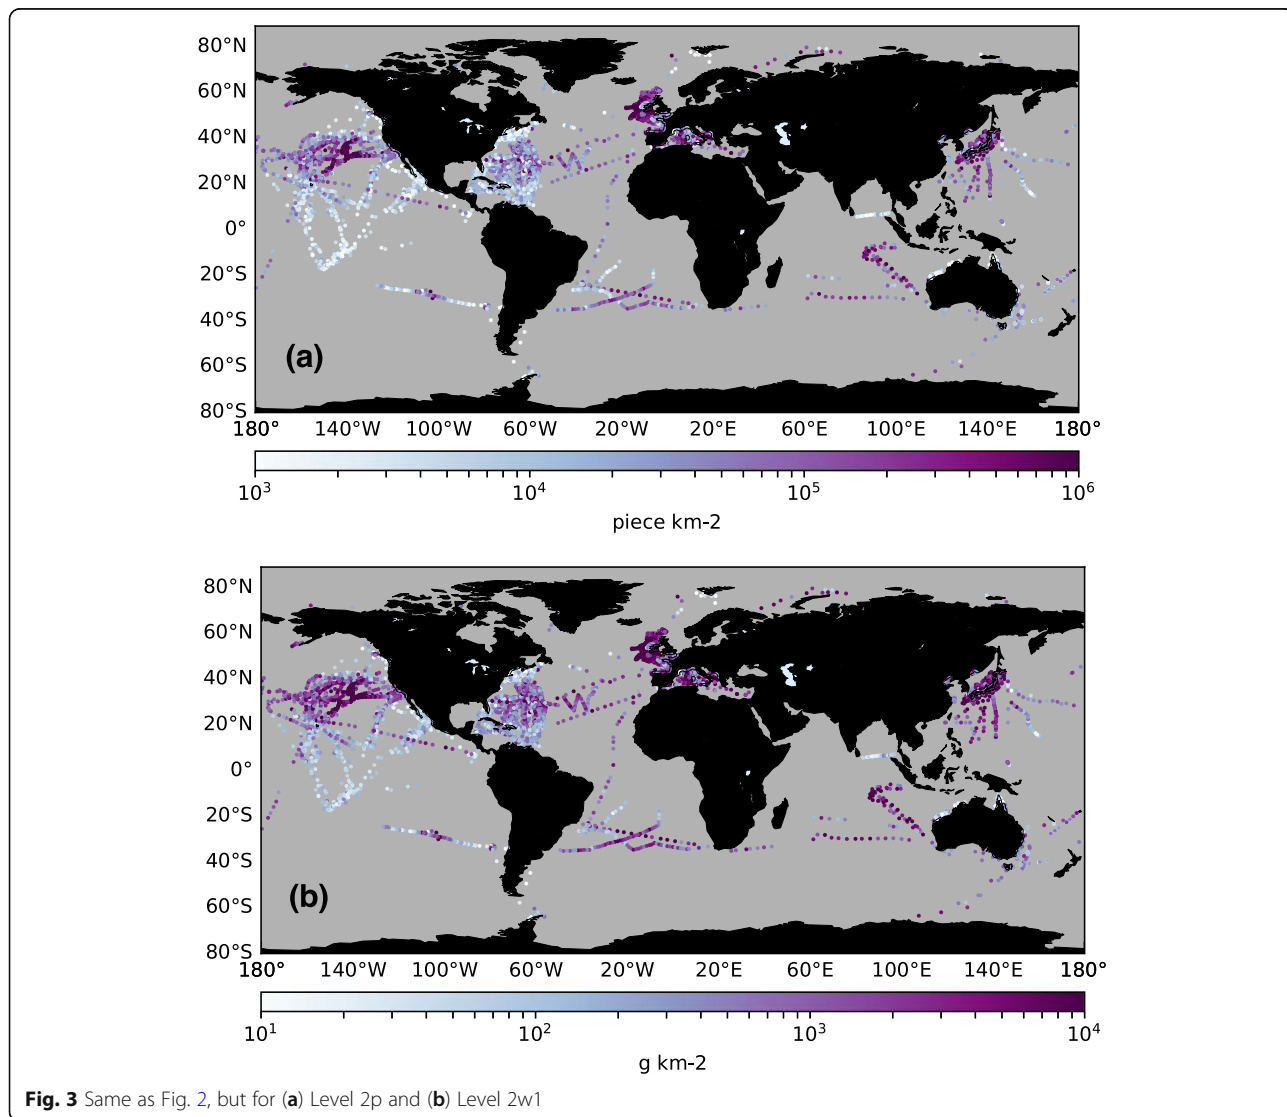 80°N
60°N
40°N
20°N
0°
20°S
40°S
60°S
80°S
(a)
180° 140°W 100°W 60°W 20°W 20°E 60°E 100°E 140°E 180°
10³ 10⁴ 10⁵ 10⁶
piece km-2
80°N
60°N
40°N
20°N
0°
20°S
40°S
60°S
80°S
(b)
180° 140°W 100°W 60°W 20°W 20°E 60°E 100°E 140°E 180°
10¹ 10² 10³ 10⁴
g km-2
Fig. 3 Same as Fig. 2, but for (a) Level 2p and (b) Level 2w1